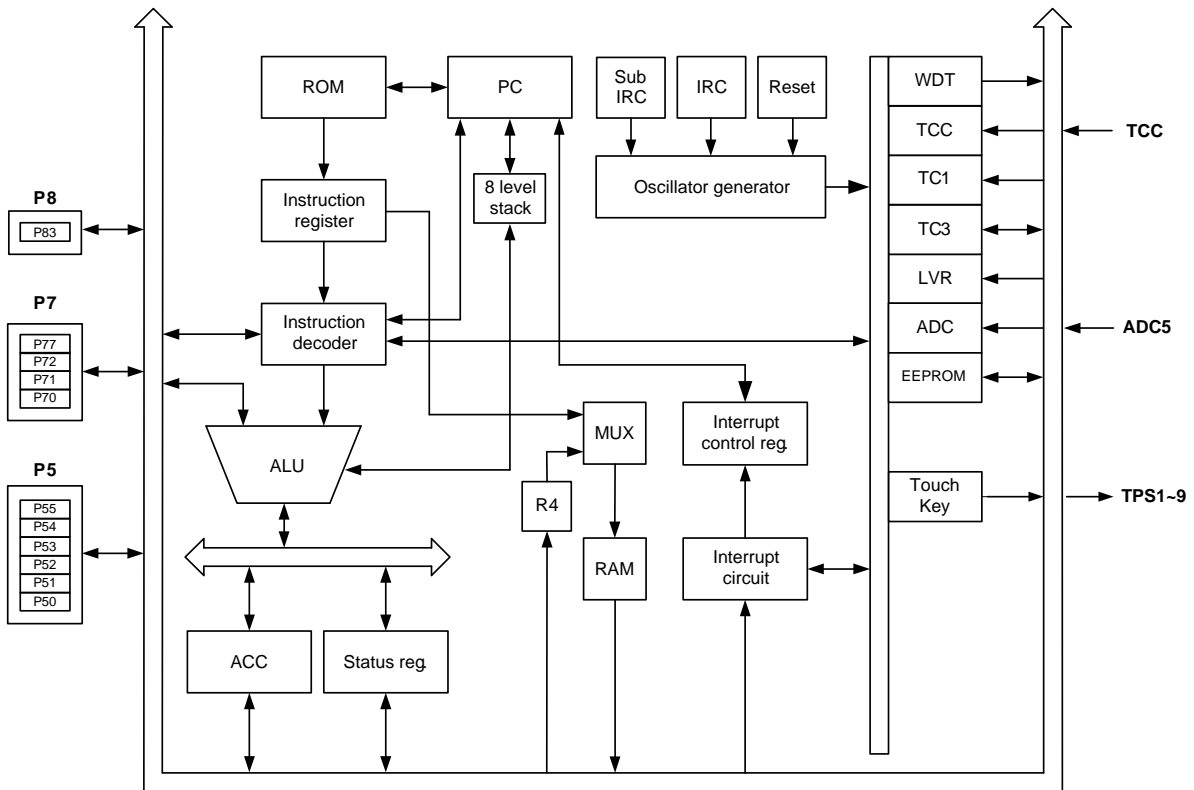 ROM
PC
Sub
IRC
IRC
Reset
WDT
TCC
TCC
TC1
Oscillator generator
Instruction
register
8 level
stack
P8
P83
TC3
LVR
P7
P77
P72
P71
P70
Instruction
decoder
ADC
ADC5
EEPROM
MUX
Interrupt
control reg.
ALU
P5
P55
P54
P53
P52
P51
P50
R4
Touch
Key
TPS1~9
RAM
Interrupt
circuit
ACC
Status reg.